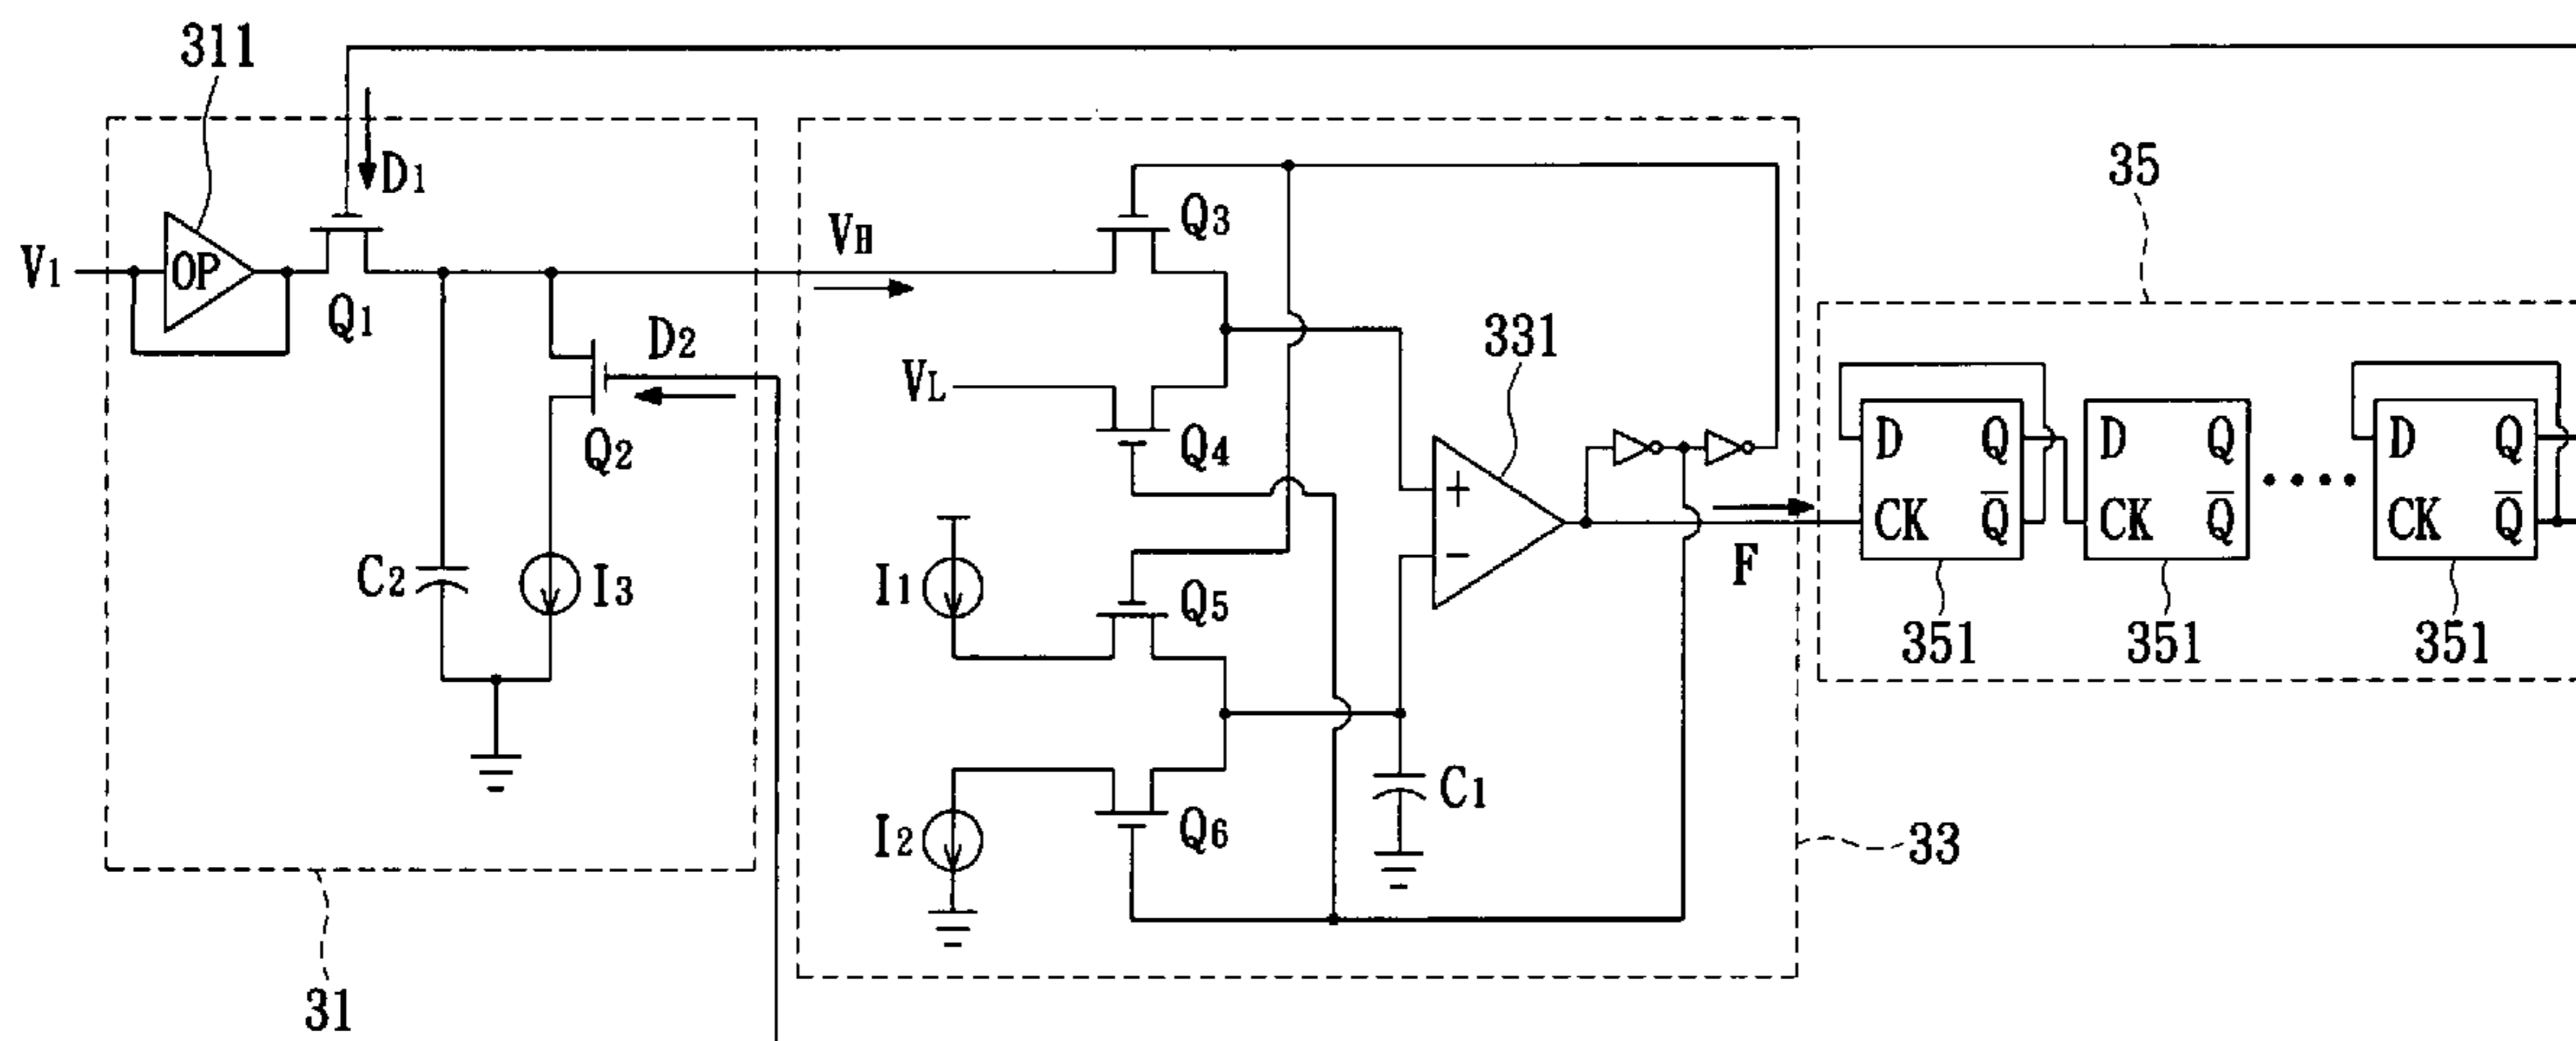 311
D1
V1
OP
Q1
VH
Q3
35
D2
Q2
VL
Q4
331
C2
I3
I1
Q5
+
−
F
D Q
CK Q̅
351
D Q
CK Q̅
351
D Q
CK Q̅
351
I2
Q6
C1
33
31